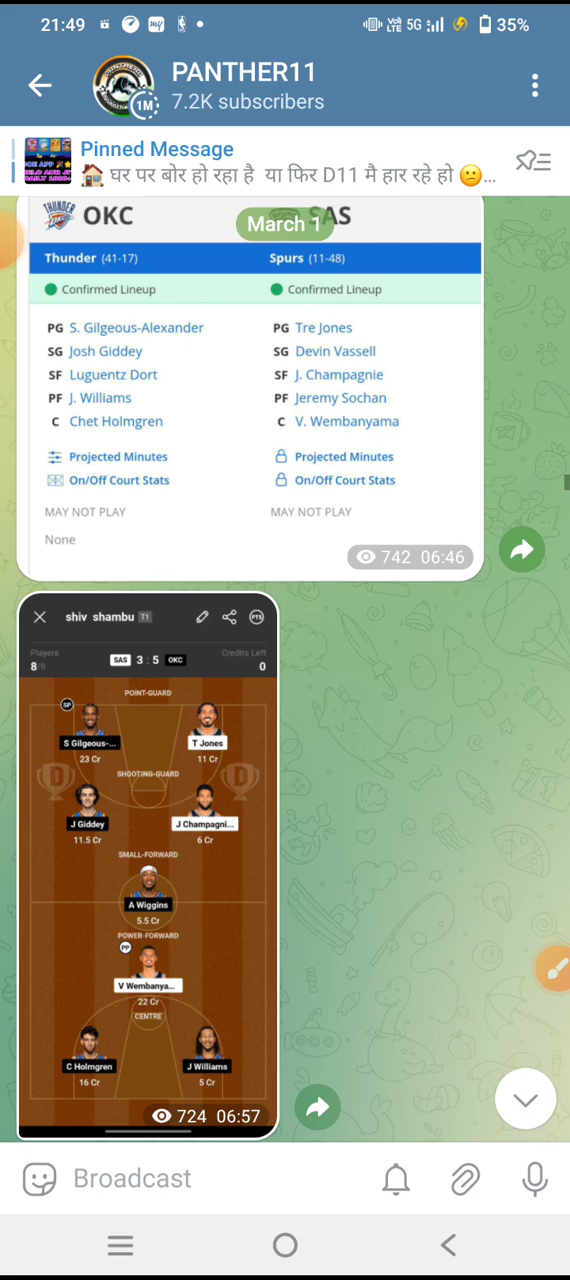 21:49
5G 35%
PANTHER11
1M
7.2K subscribers
Pinned Message
🏠 घर पर बोर हो रहा है या फिर D11 मै हार रहे हो 😕...
THUNDER OKC SAS
March 1
Thunder (41-17) Spurs (11-48)
Confirmed Lineup Confirmed Lineup
PG S. Gilgeous-Alexander PG Tre Jones
SG Josh Giddey SG Devin Vassell
SF Luguentz Dort SF J. Champagnie
PF J. Williams PF Jeremy Sochan
C Chet Holmgren C V. Wembanyama
Projected Minutes Projected Minutes
On/Off Court Stats On/Off Court Stats
MAY NOT PLAY MAY NOT PLAY
None
742 06:46
shiv shambu T1 PTS
Players Credits Left
8/8 SAS 3 : 5 OKC 0
POINT-GUARD
SP
S Gilgeous-... T Jones
23 Cr 11 Cr
SHOOTING-GUARD
J Giddey J Champagni...
11.5 Cr 6 Cr
SMALL-FORWARD
A Wiggins
5.5 Cr
POWER-FORWARD
PP
V Wembanya...
22 Cr
CENTRE
C Holmgren J Williams
16 Cr 5 Cr
724 06:57
Broadcast